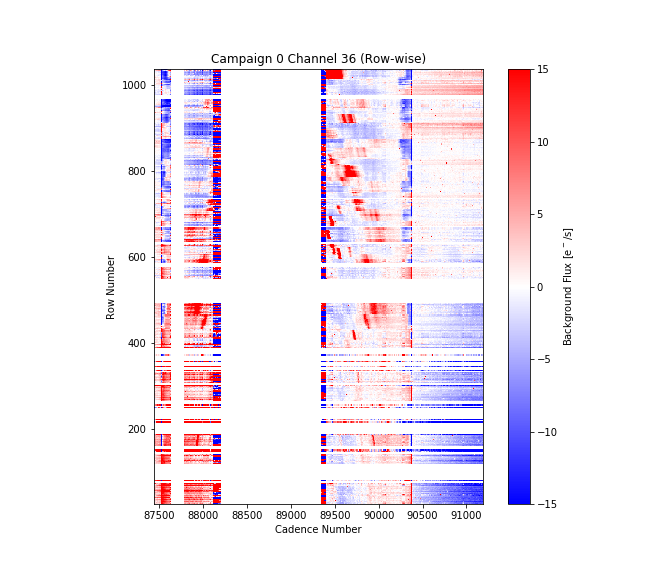 Campaign 0 Channel 36 (Row-wise)
1000
800
600
400
200
Row Number
87500 88000 88500 89000 89500 90000 90500 91000
Cadence Number
15
10
5
0
−5
−10
−15
Background Flux [e⁻/s]